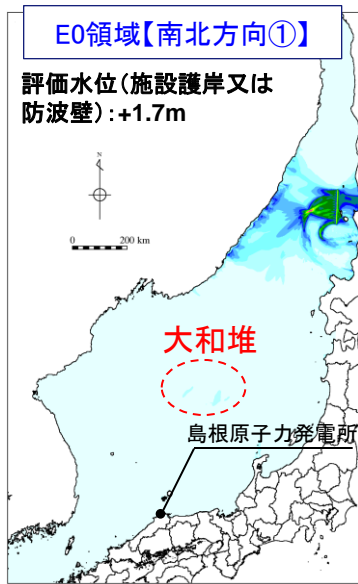 E0領域【南北方向①】
評価水位(施設護岸又は
防波壁):+1.7m
N
0 200 km
大和堆
島根原子力発電所